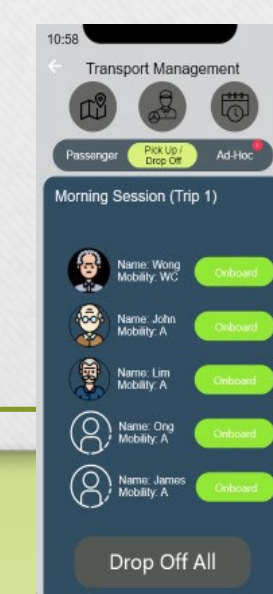 10:58
Transport Management
Passenger
Pick Up /
Drop Off
Ad-Hoc
Morning Session (Trip 1)
Name: Wong
Mobility: WC
Onboard
Name: John
Mobility: A
Onboard
Name: Lim
Mobility: A
Onboard
Name: Ong
Mobility: A
Onboard
Name: James
Mobility: A
Onboard
Drop Off All